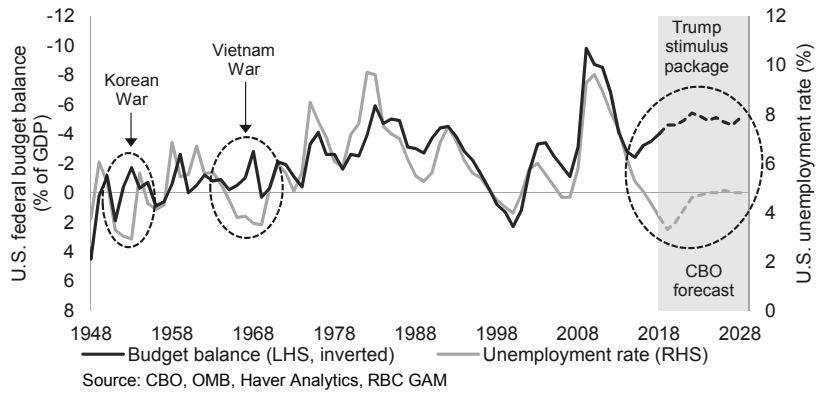 U.S. federal budget balance
(% of GDP)
-12
-10
-8
-6
-4
-2
0
2
4
6
8
Korean
War
Vietnam
War
Trump
stimulus
package
CBO
forecast
12
10
8
6
4
2
0
U.S. unemployment rate (%)
1948
1958
1968
1978
1988
1998
2008
2018
2028
Budget balance (LHS, inverted)
Unemployment rate (RHS)
Source: CBO, OMB, Haver Analytics, RBC GAM